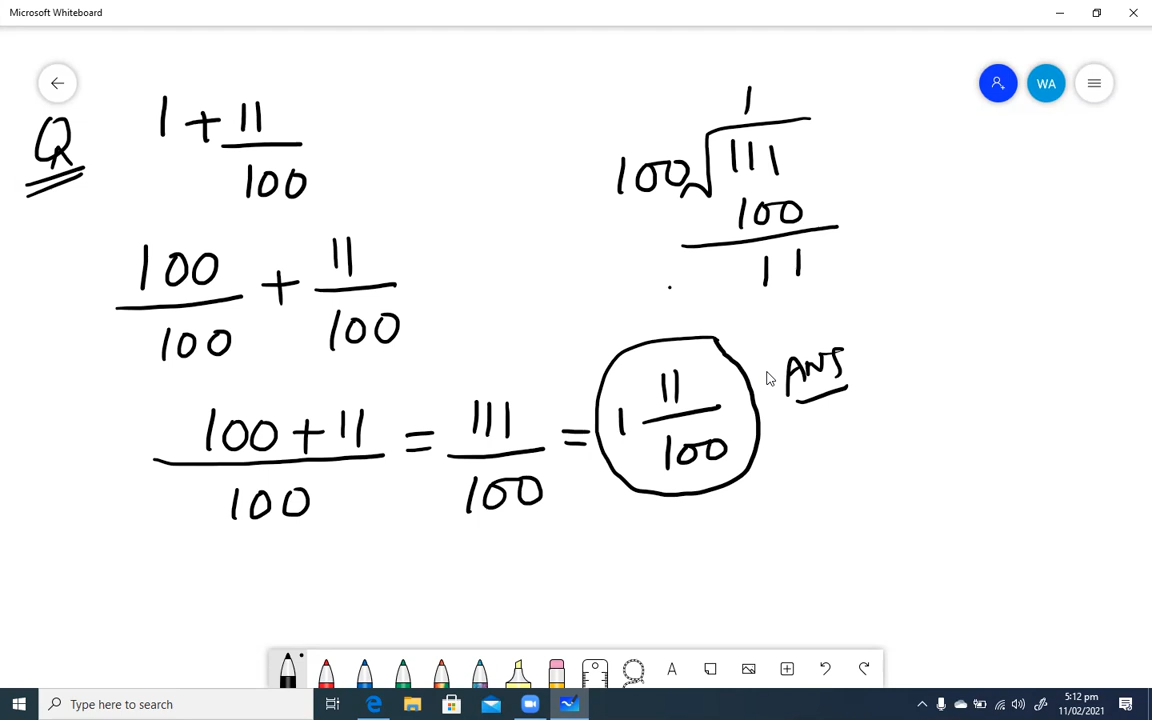 Microsoft Whiteboard
WA
Q 1 + 11/100
100/100 + 11/100
(100 + 11)/100 = 111/100 = 1 11/100 ANS
1
100 √111
100
11
A
Type here to search
5:12 pm
11/02/2021